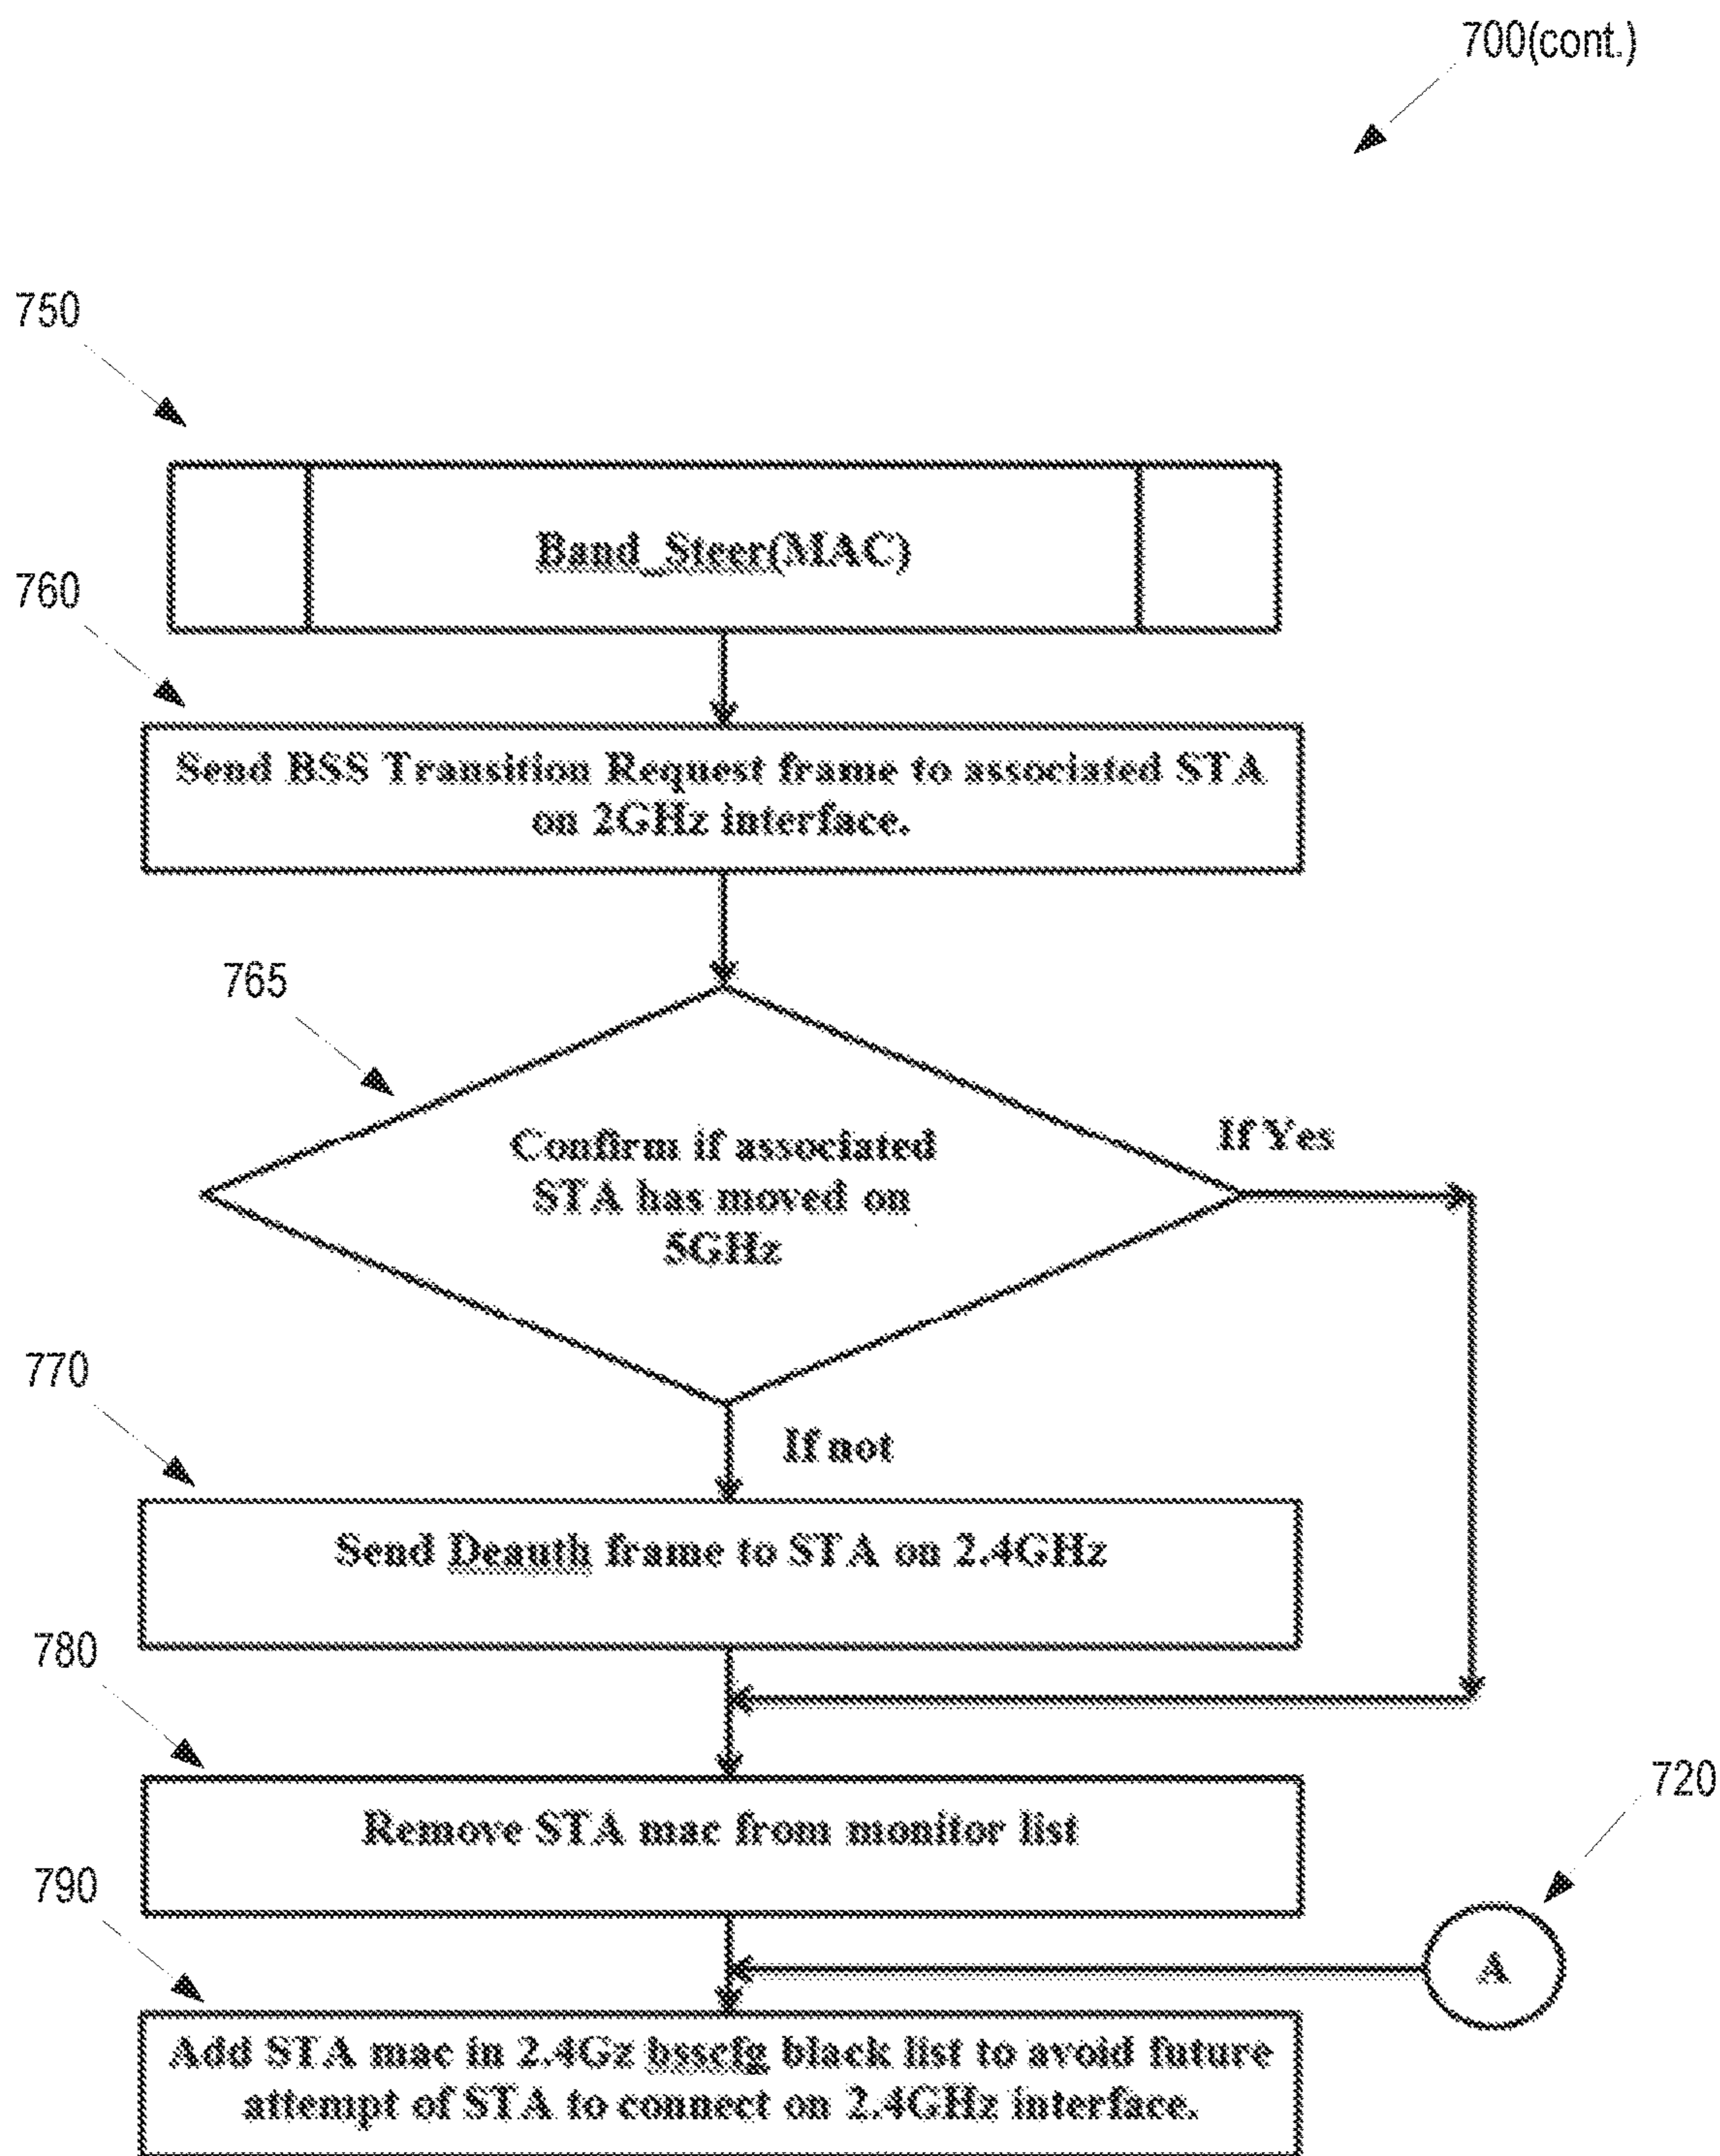 700(cont.)
750
Band_Steer(MAC)
760
Send BSS Transition Request frame to associated STA
on 2GHz interface.
765
Confirm if associated
STA has moved on
5GHz
If Yes
770
If not
Send Deauth frame to STA on 2.4GHz
780
Remove STA mac from monitor list
720
790
A
Add STA mac in 2.4Gz bsscfg black list to avoid future
attempt of STA to connect on 2.4GHz interface.